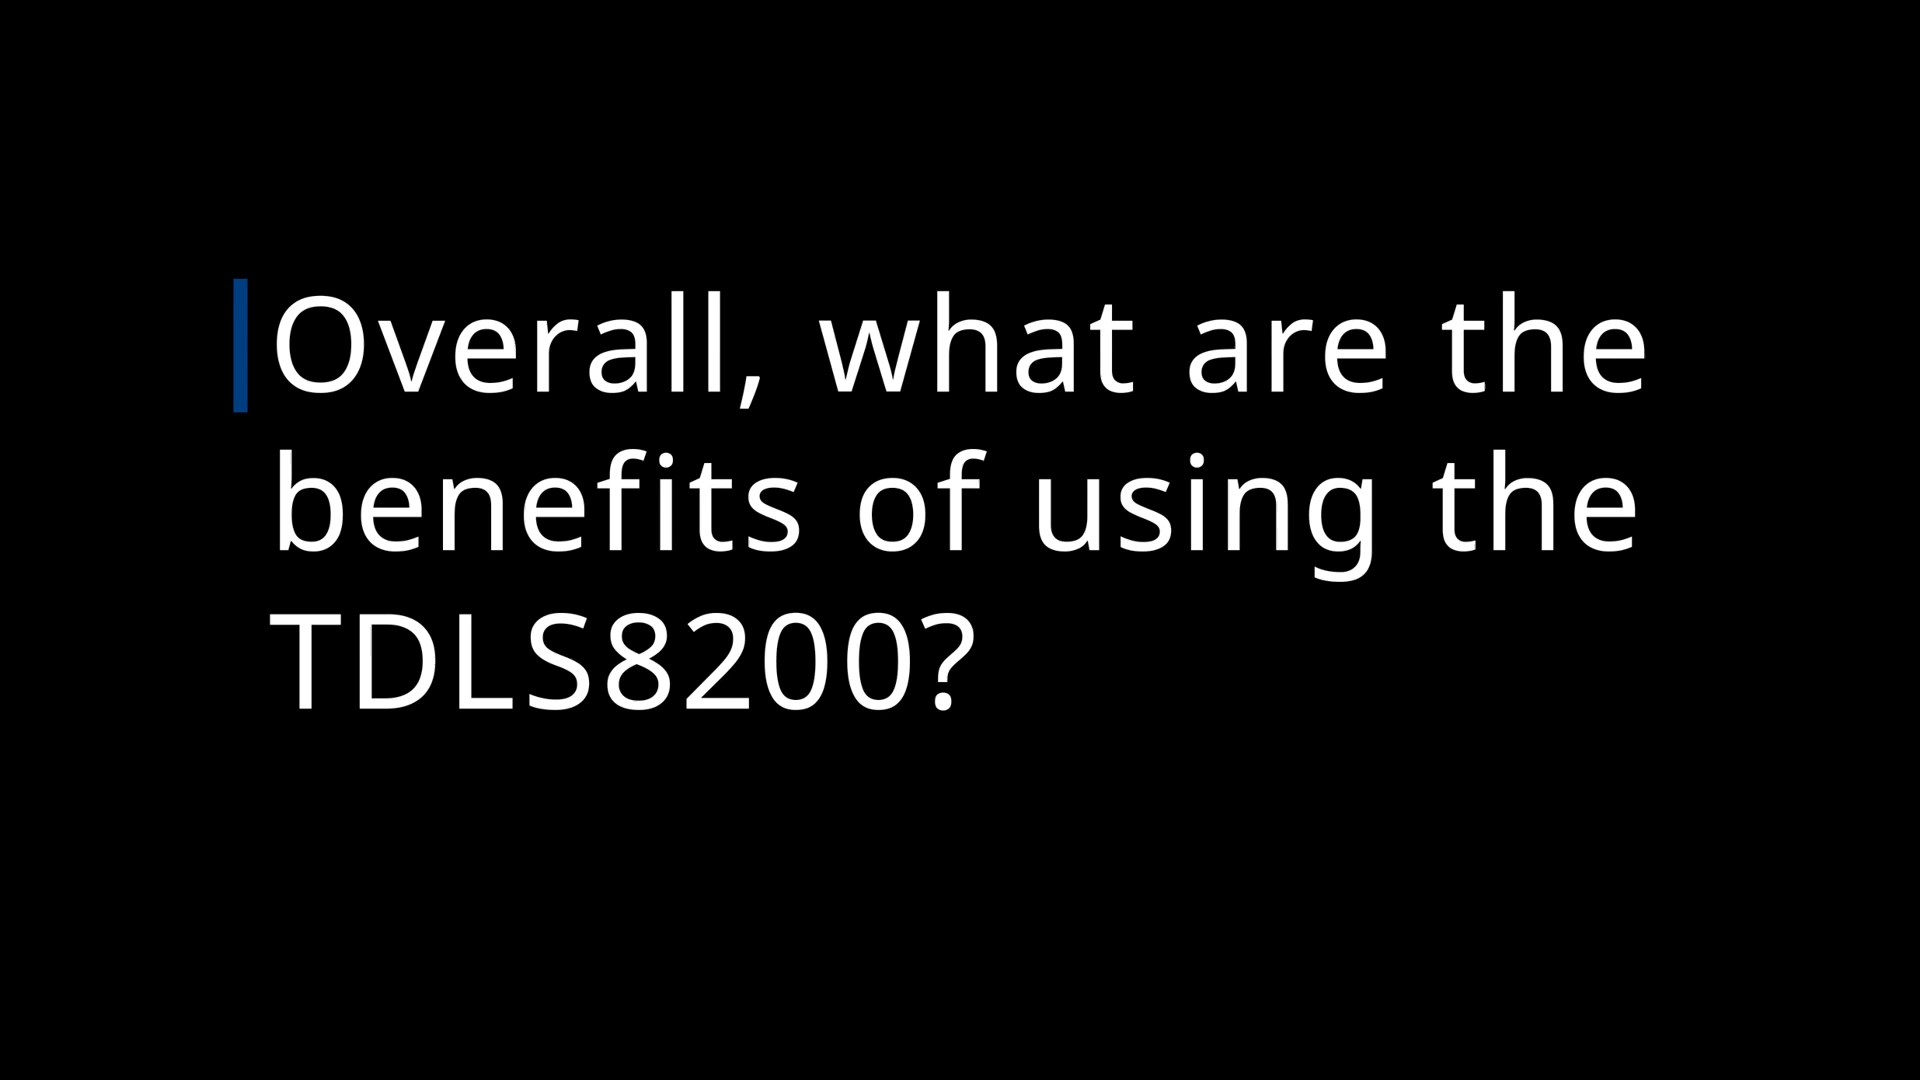 Overall, what are the
benefits of using the
TDLS8200?